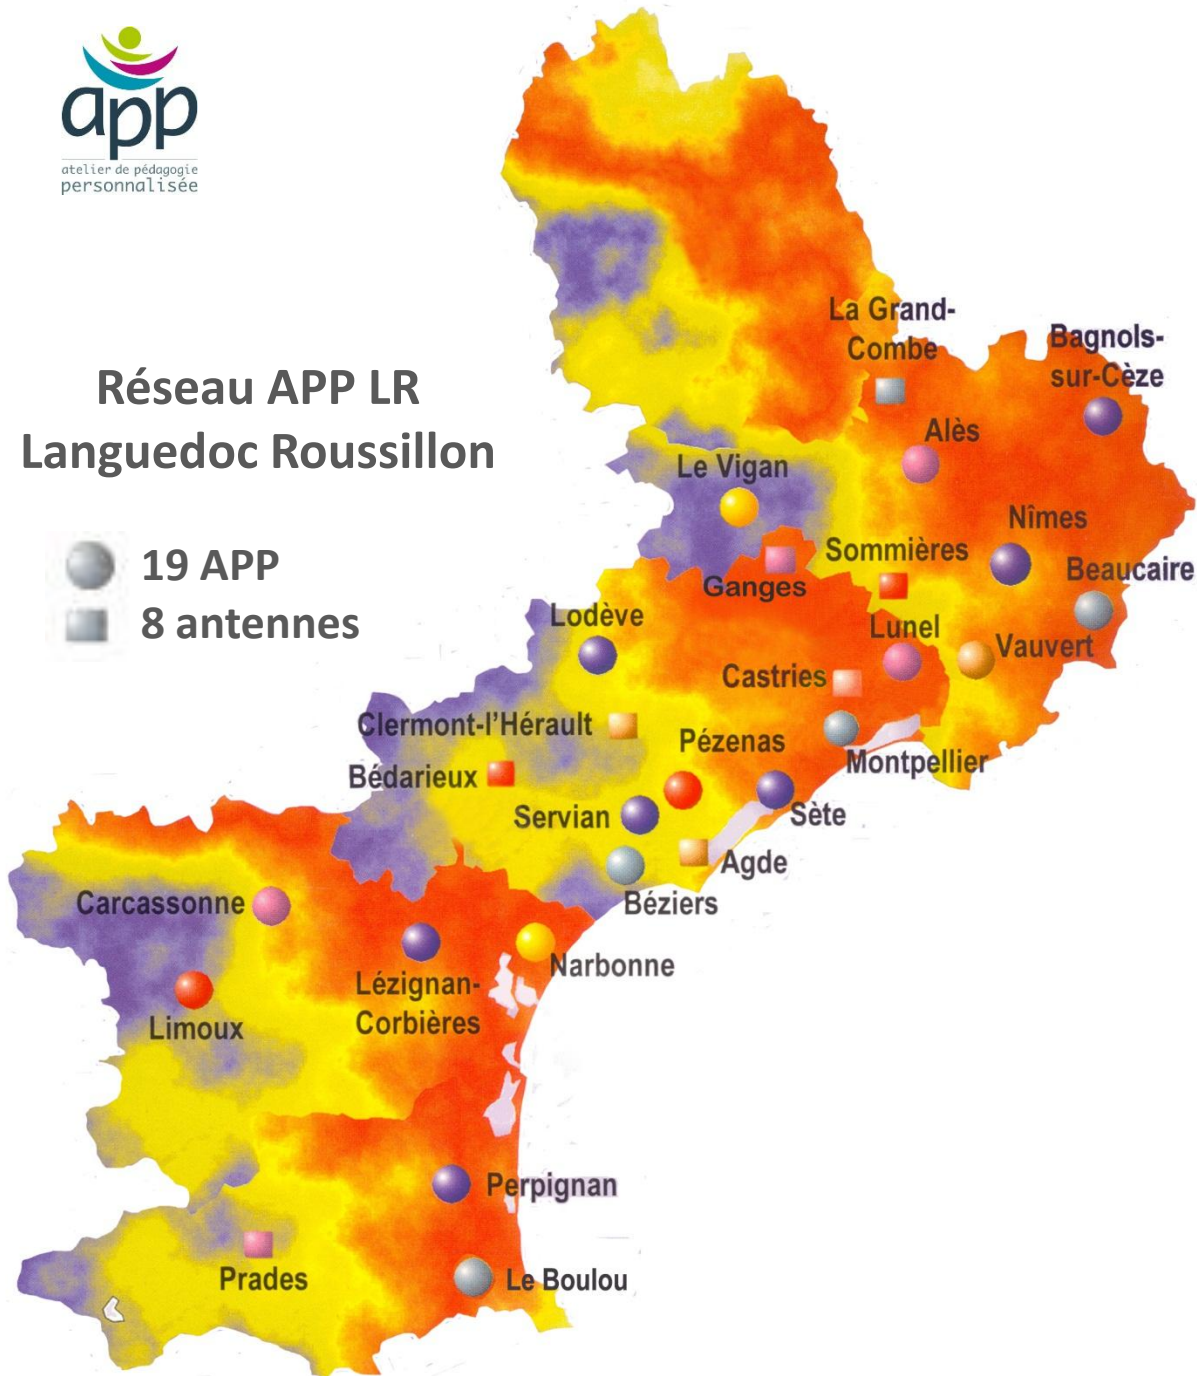 app
atelier de pédagogie
personnalisée
Réseau APP LR
Languedoc Roussillon
19 APP
8 antennes
La Grand-
Combe
Bagnols-
sur-Cèze
Alès
Le Vigan
Nîmes
Sommières
Beaucaire
Ganges
Lodève
Lunel
Vauvert
Castries
Clermont-l'Hérault
Pézenas
Montpellier
Bédarieux
Servian
Sète
Agde
Béziers
Carcassonne
Narbonne
Lézignan-
Corbières
Limoux
Perpignan
Prades
Le Boulou